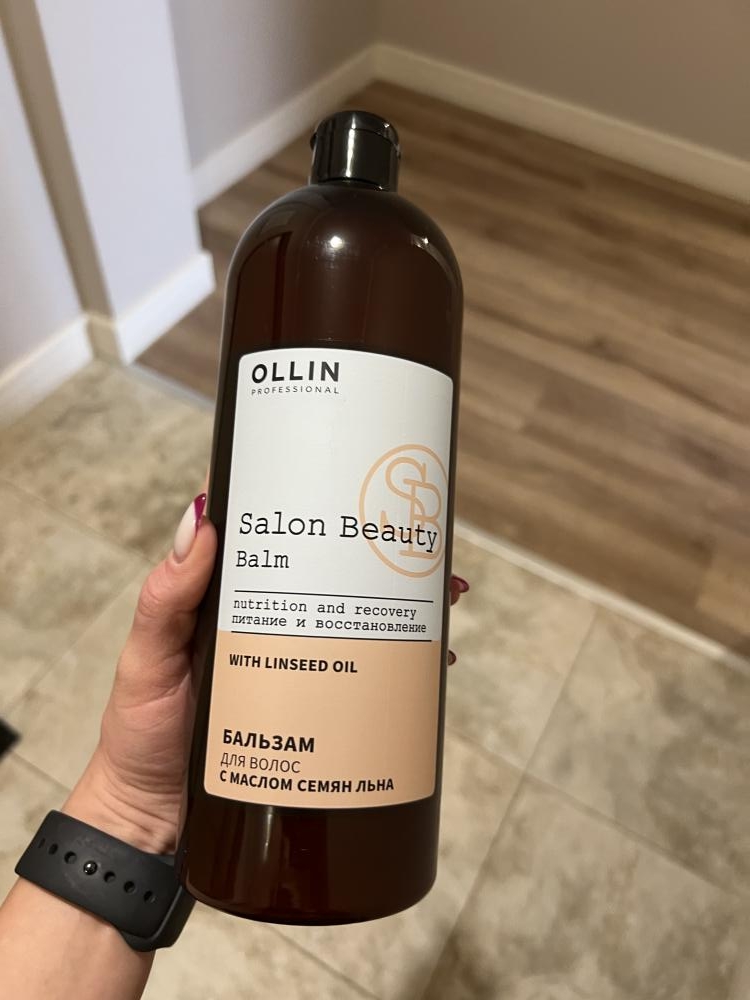 OLLIN
PROFESSIONAL
SB
Salon Beauty
Balm
nutrition and recovery
питание и восстановление
WITH LINSEED OIL
БАЛЬЗАМ
ДЛЯ ВОЛОС
С МАСЛОМ СЕМЯН ЛЬНА